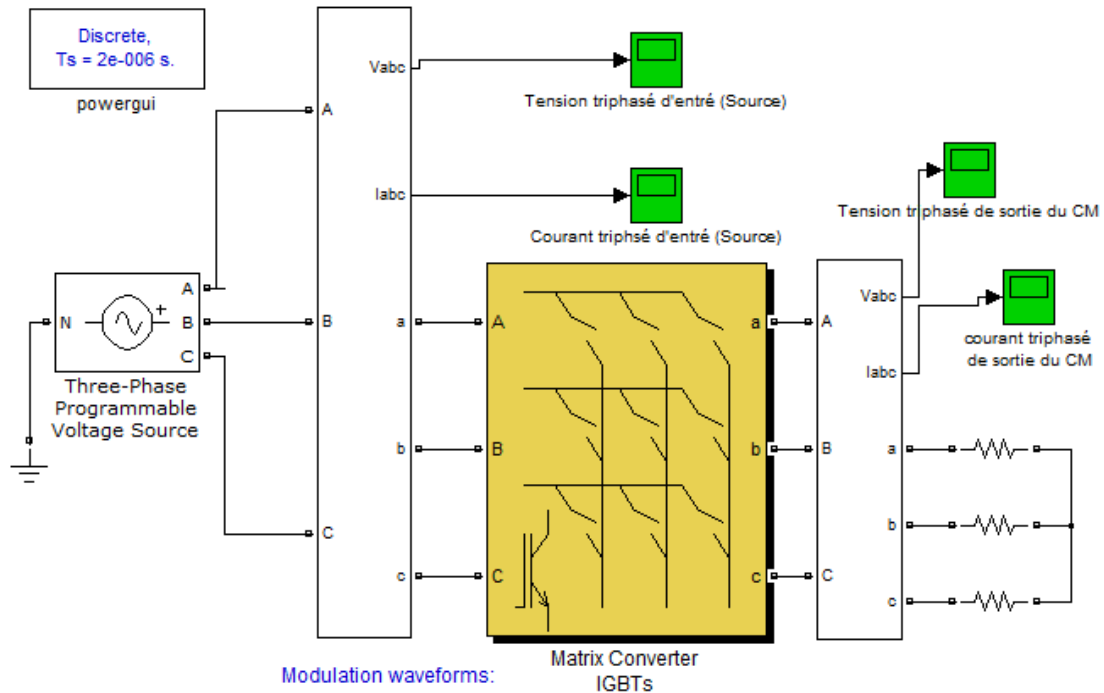 Discrete,
Ts = 2e-006 s.
powergui
Vabc
Tension triphasé d'entré (Source)
A
Iabc
Courant triphsé d'entré (Source)
Tension triphasé de sortie du CM
Vabc
courant triphasé
de sortie du CM
Iabc
N
A
B
C
Three-Phase
Programmable
Voltage Source
B
C
a
b
c
A
B
C
a
b
c
Matrix Converter
IGBTs
A
B
C
a
b
c
Modulation waveforms: